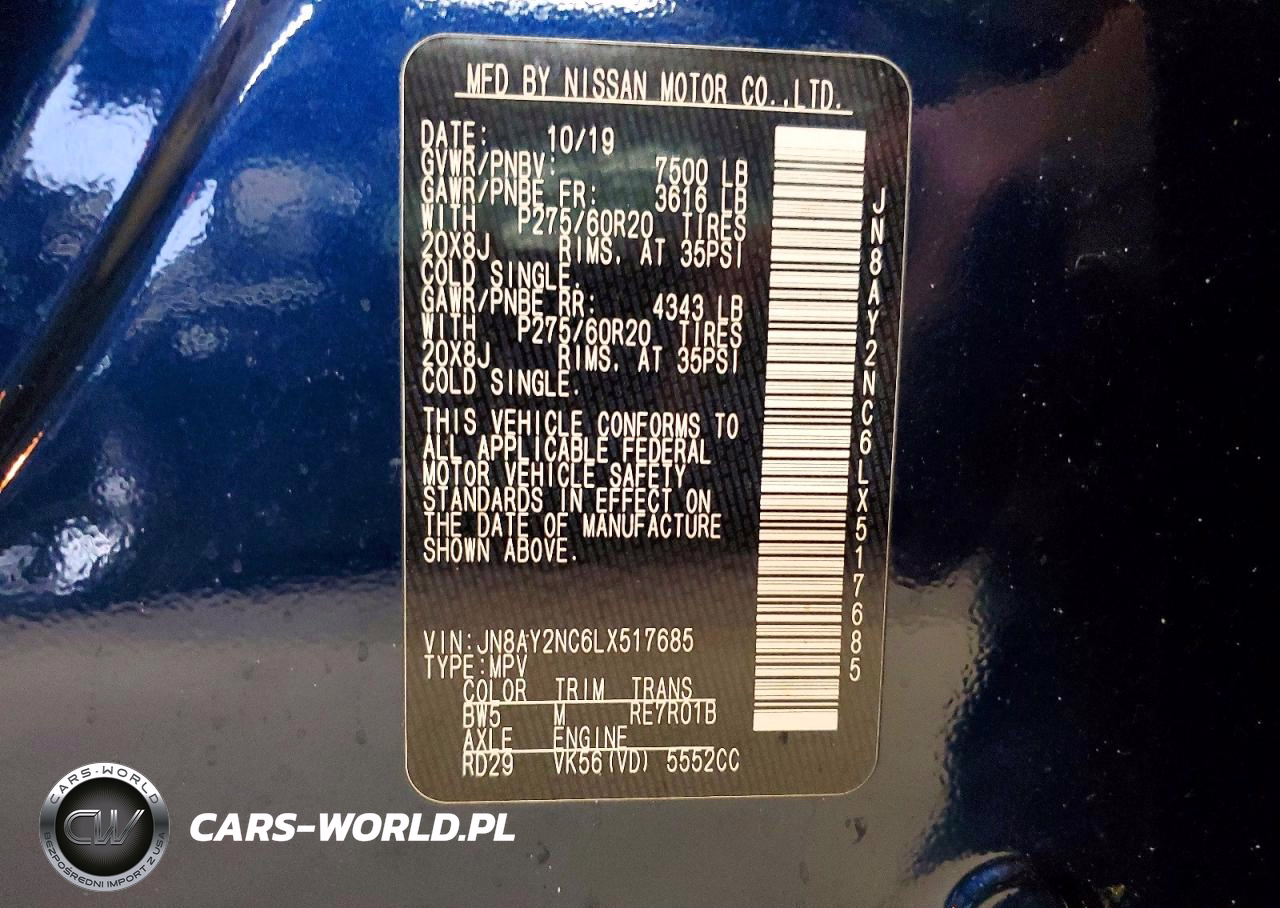 MFD BY NISSAN MOTOR CO.,LTD.
DATE: 10/19
GVWR/PNBV: 7500 LB
GAWR/PNBE FR: 3616 LB
WITH P275/60R20 TIRES
20X8J RIMS. AT 35PSI
COLD SINGLE.
GAWR/PNBE RR: 4343 LB
WITH P275/60R20 TIRES
20X8J RIMS. AT 35PSI
COLD SINGLE.
THIS VEHICLE CONFORMS TO
ALL APPLICABLE FEDERAL
MOTOR VEHICLE SAFETY
STANDARDS IN EFFECT ON
THE DATE OF MANUFACTURE
SHOWN ABOVE.
VIN:JN8AY2NC6LX517685
TYPE:MPV
COLOR TRIM TRANS
BW5 M RE7R01B
AXLE ENGINE
RD29 VK56(VD) 5552CC
JN8AY2NC6LX517685
CARS-WORLD
CW
BEZPOŚREDNI IMPORT Z USA
CARS-WORLD.PL